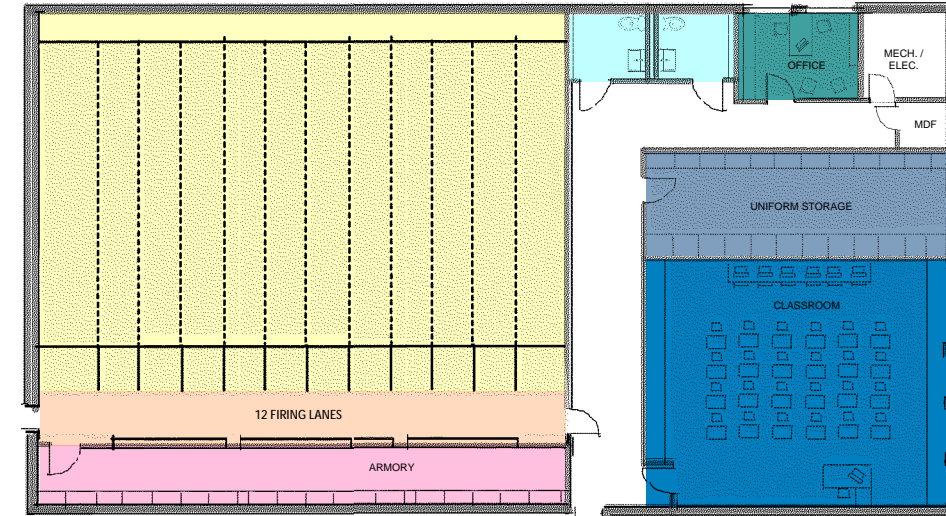 OFFICE
MECH. /
ELEC.
MDF
UNIFORM STORAGE
CLASSROOM
12 FIRING LANES
ARMORY